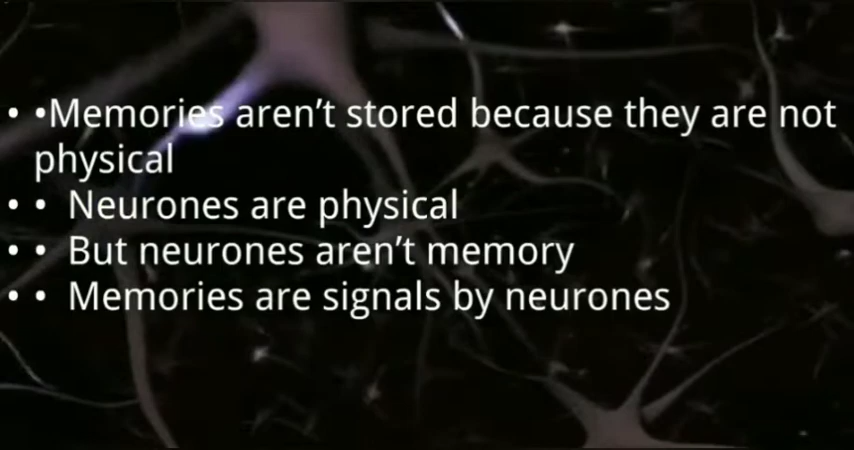 • •Memories aren’t stored because they are not
physical
• • Neurones are physical
• • But neurones aren’t memory
• • Memories are signals by neurones